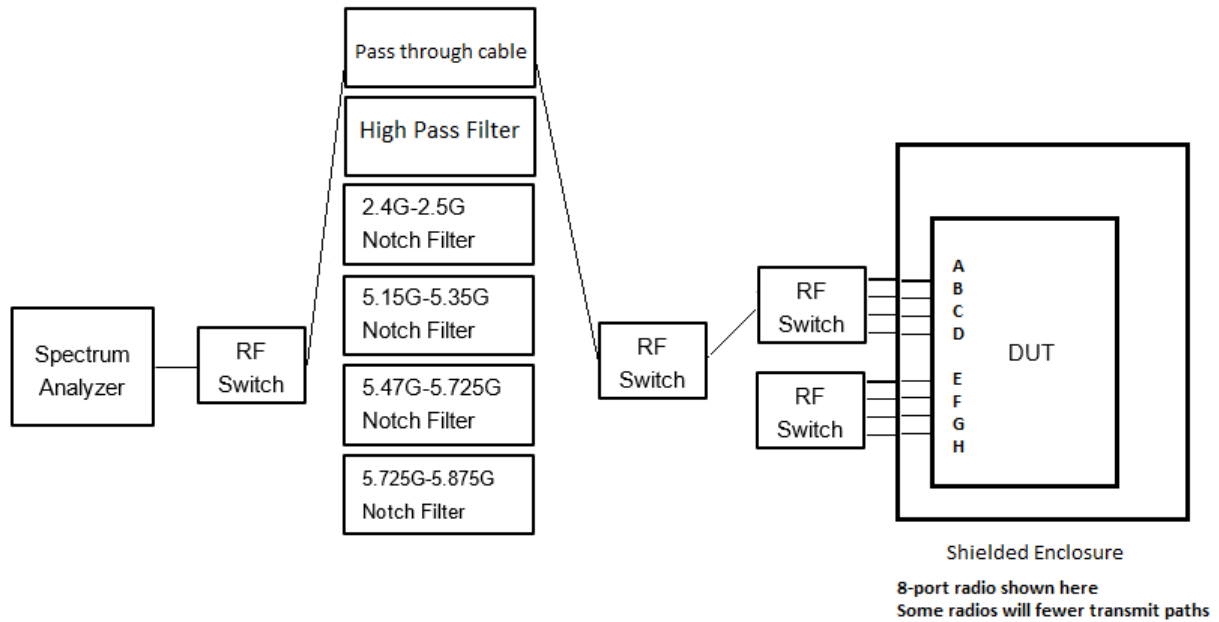 Pass through cable
High Pass Filter
2.4G-2.5G
Notch Filter
5.15G-5.35G
Notch Filter
5.47G-5.725G
Notch Filter
5.725G-5.875G
Notch Filter
Spectrum
Analyzer
RF
Switch
RF
Switch
RF
Switch
RF
Switch
A
B
C
D
E
F
G
H
DUT
Shielded Enclosure
8-port radio shown here
Some radios will fewer transmit paths